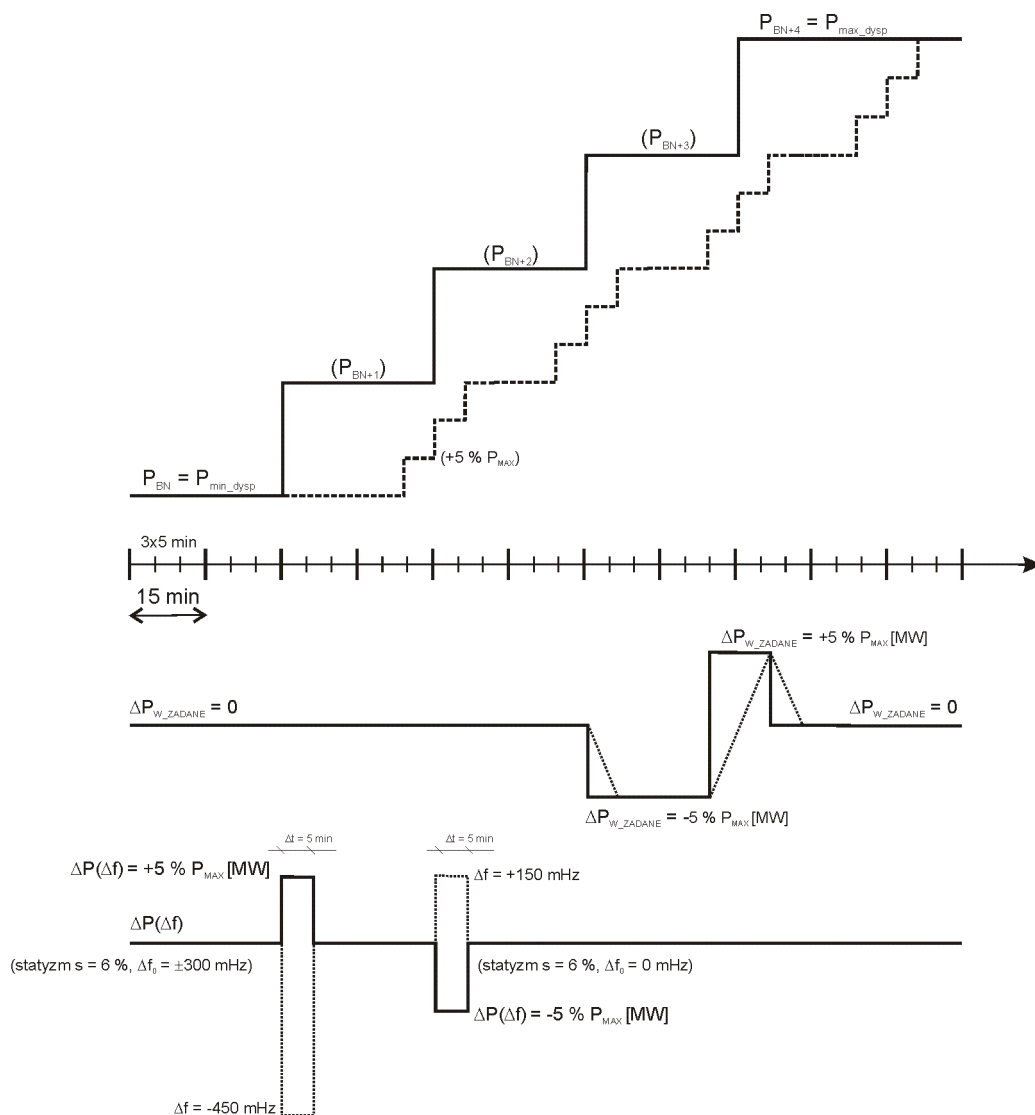 P_BN+4 = P_max_dysp
(P_BN+3)
(P_BN+2)
(P_BN+1)
(+5 % P_MAX)
P_BN = P_min_dysp
3x5 min
15 min
ΔP_W_ZADANE = +5 % P_MAX [MW]
ΔP_W_ZADANE = 0
ΔP_W_ZADANE = 0
ΔP_W_ZADANE = -5 % P_MAX [MW]
Δt = 5 min
Δt = 5 min
ΔP(Δf) = +5 % P_MAX [MW]
Δf = +150 mHz
ΔP(Δf)
(statyzm s = 6 %, Δf_0 = ±300 mHz)
(statyzm s = 6 %, Δf_0 = 0 mHz)
ΔP(Δf) = -5 % P_MAX [MW]
Δf = -450 mHz